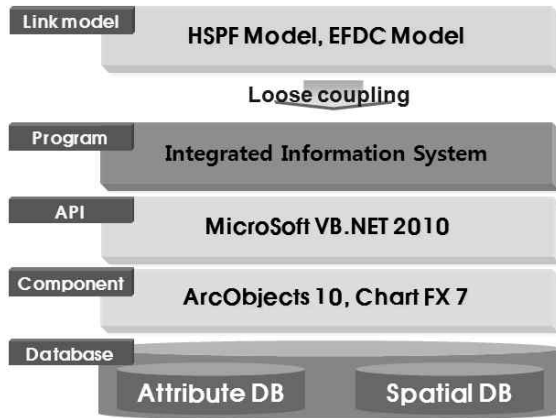 Link model
HSPF Model, EFDC Model
Loose coupling
Program
Integrated Information System
API
MicroSoft VB.NET 2010
Component
ArcObjects 10, Chart FX 7
Database
Attribute DB
Spatial DB